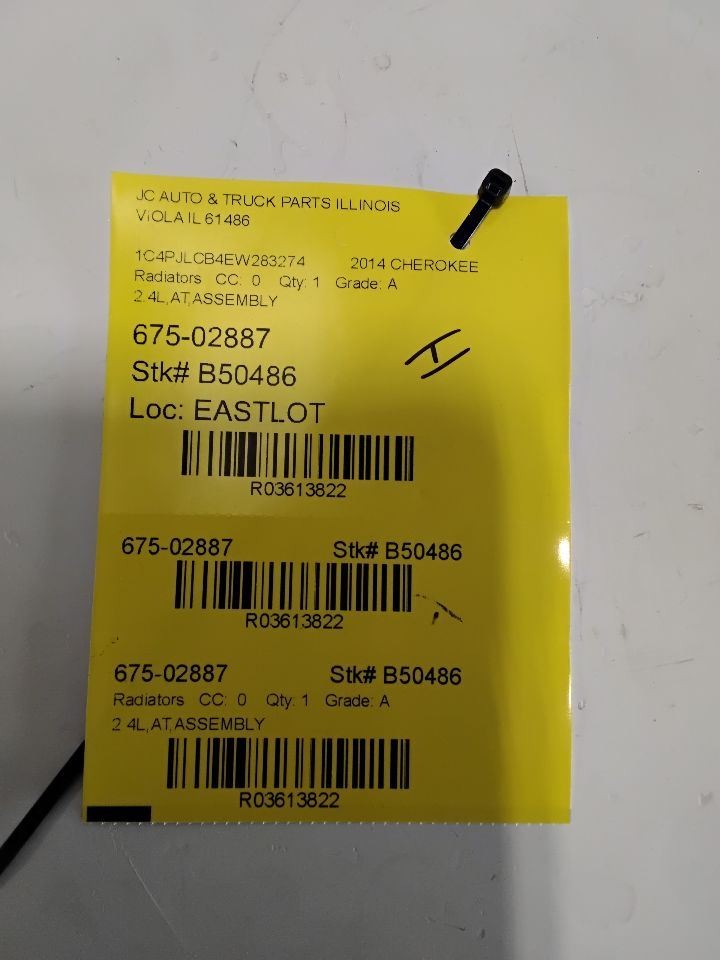 JC AUTO & TRUCK PARTS ILLINOIS
VIOLA IL 61486
1C4PJLCB4EW283274 2014 CHEROKEE
Radiators CC: 0 Qty: 1 Grade: A
2.4L,AT,ASSEMBLY
675-02887
Stk# B50486
Loc: EASTLOT
R03613822
675-02887 Stk# B50486
R03613822
675-02887 Stk# B50486
Radiators CC: 0 Qty: 1 Grade: A
2.4L,AT,ASSEMBLY
R03613822